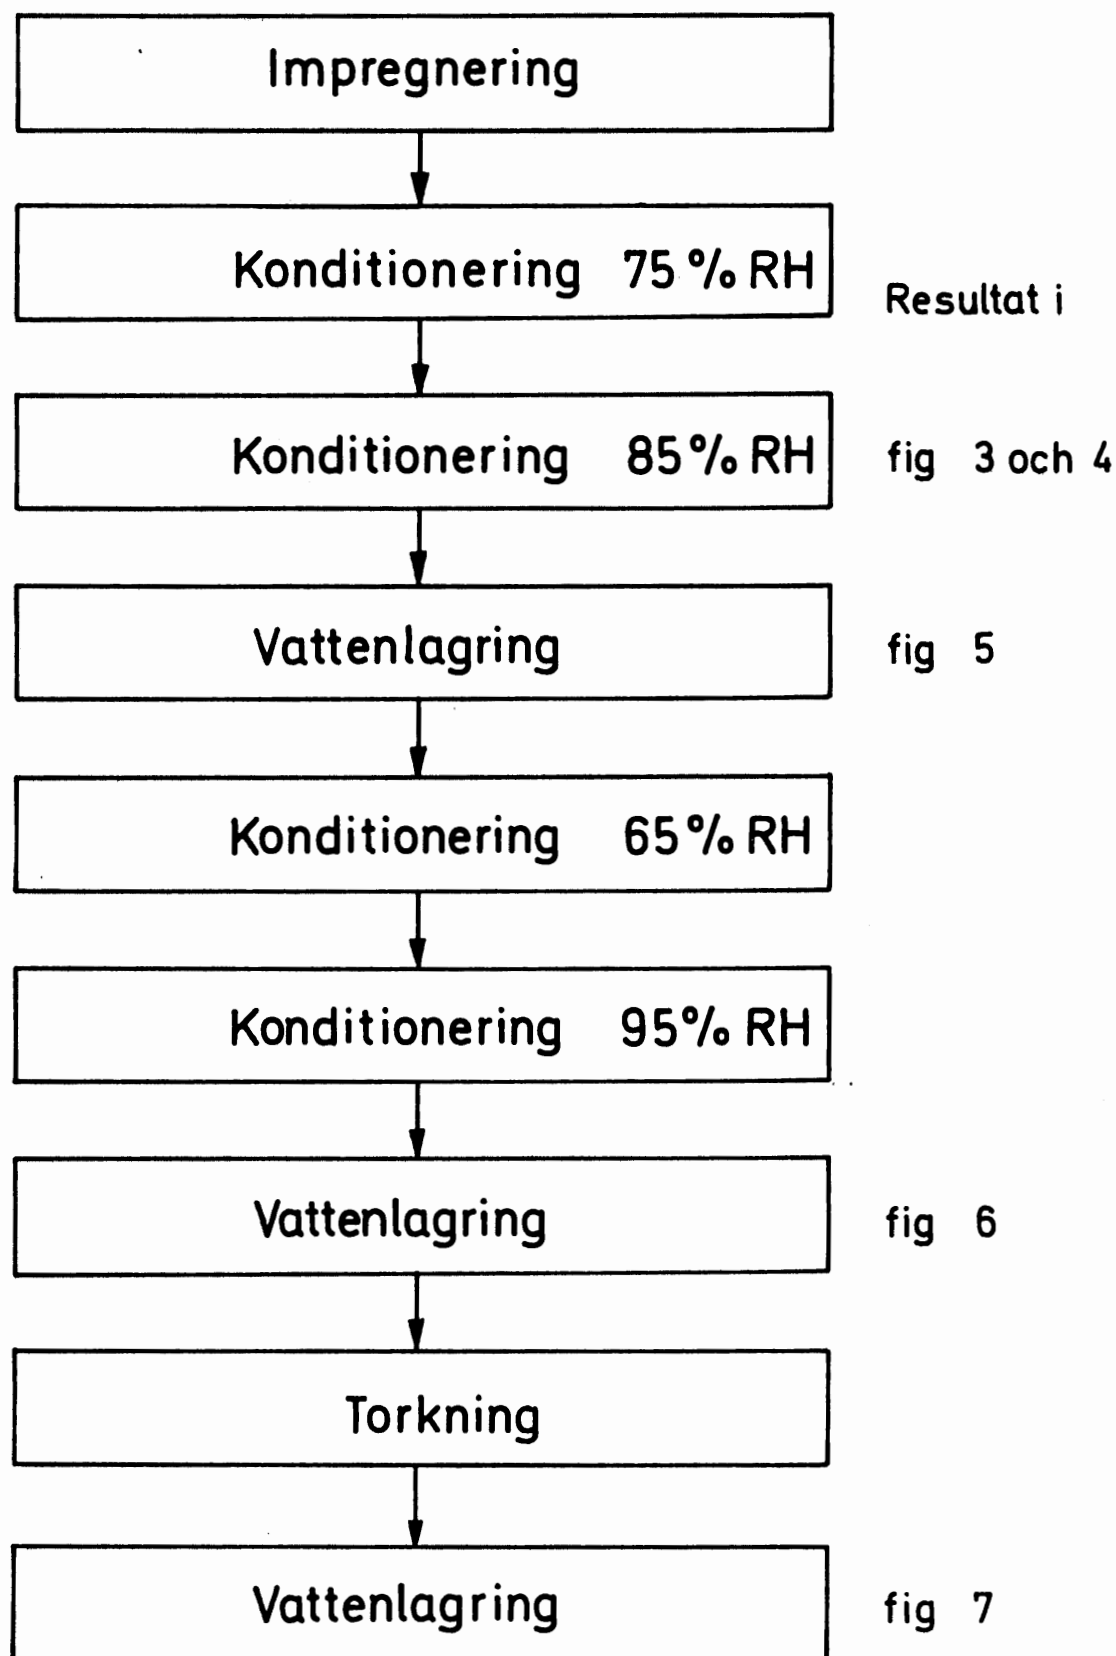 Impregnering
Konditionering 75 % RH
Resultat i
Konditionering 85% RH
fig 3 och 4
Vattenlagring
fig 5
Konditionering 65% RH
Konditionering 95% RH
Vattenlagring
fig 6
Torkning
Vattenlagring
fig 7